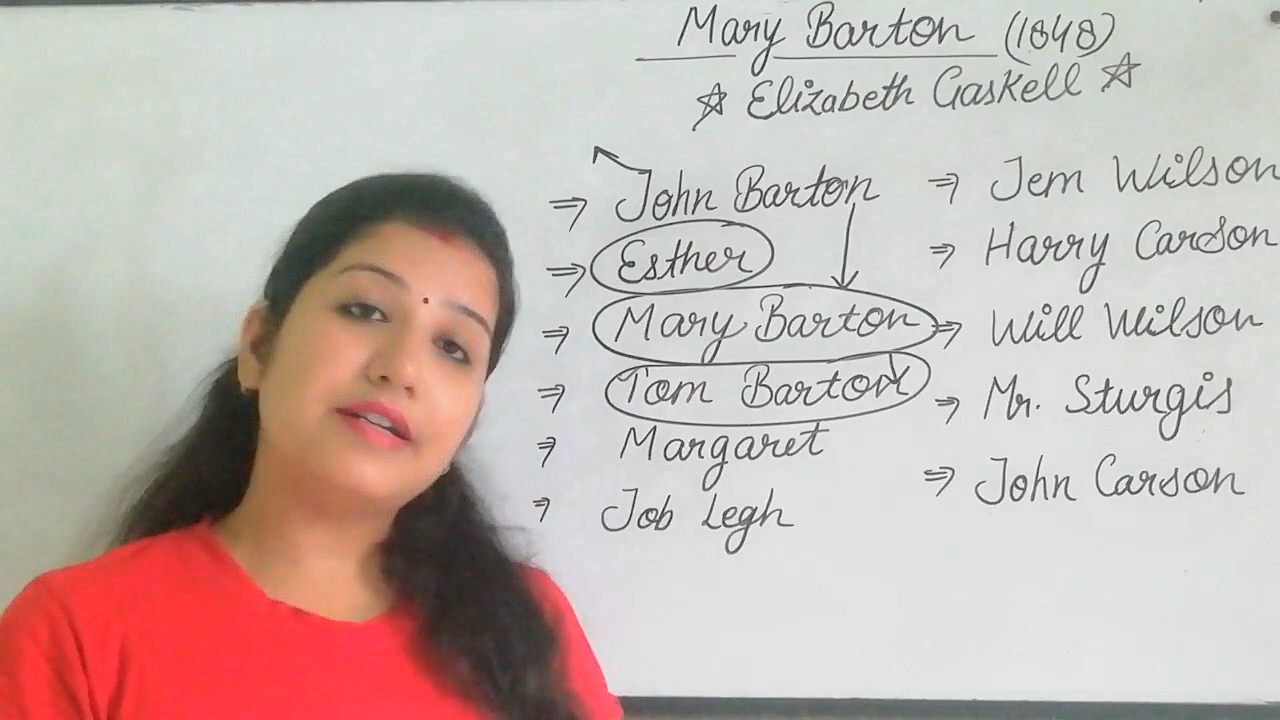 Mary Barton (1848)
☆ Elizabeth Gaskell ☆
⇒ John Barton
⇒ Esther
⇒ Mary Barton
⇒ Tom Barton
⇒ Margaret
⇒ Job Legh
⇒ Jem Wilson
⇒ Harry Carson
⇒ Will Wilson
⇒ Mr. Sturgis
⇒ John Carson